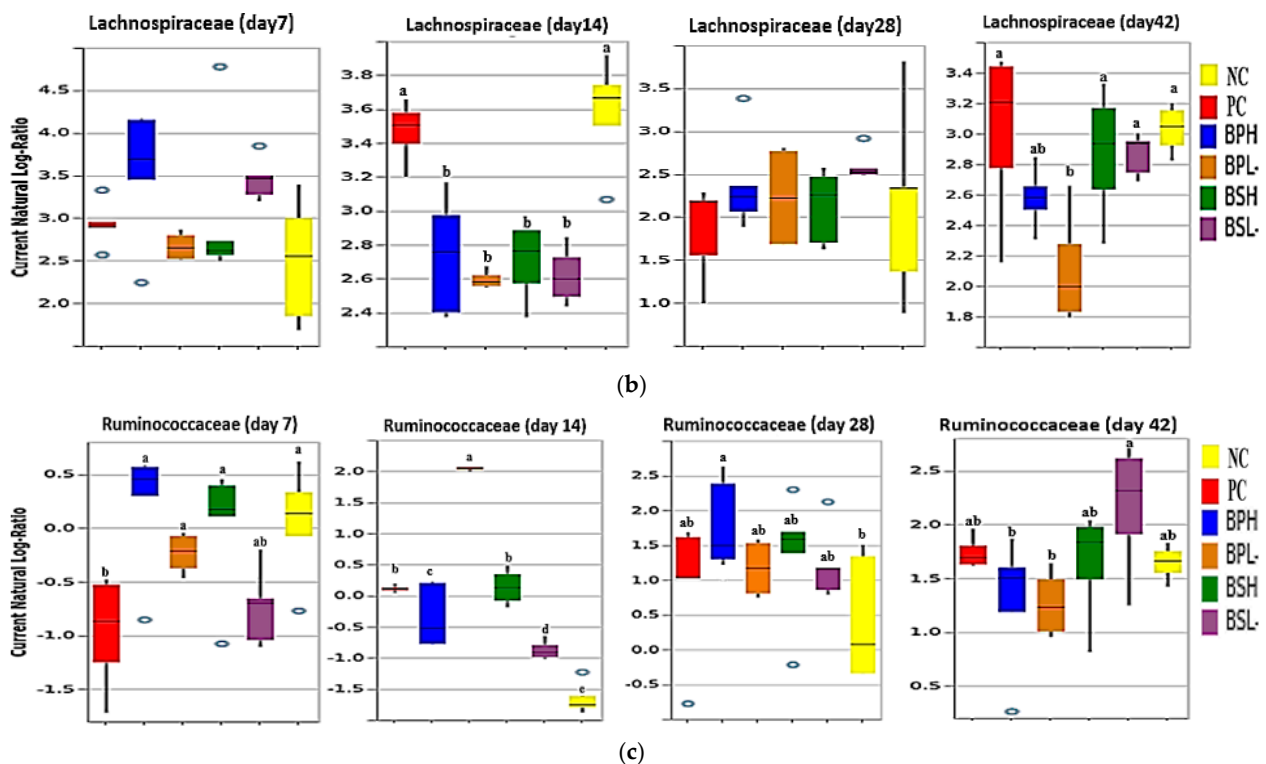 Lachnospiraceae (day7)
Lachnospiraceae (day14)
Lachnospiraceae (day28)
Lachnospiraceae (day42)
Current Natural Log-Ratio
4.5
4.0
3.5
3.0
2.5
2.0
3.8
3.6
3.4
3.2
3.0
2.8
2.6
2.4
a
b
b
b
b
a
3.5
3.0
2.5
2.0
1.5
1.0
3.4
3.2
3.0
2.8
2.6
2.4
2.2
2.0
1.8
a
ab
b
a
a
a
NC
PC
BPH
BPL-
BSH
BSL-
(b)
Ruminococcaceae (day 7)
Ruminococcaceae (day 14)
Ruminococcaceae (day 28)
Ruminococcaceae (day 42)
Current Natural Log-Ratio
0.5
0.0
-0.5
-1.0
-1.5
b
a
a
a
ab
a
2.0
1.5
0.5
0.0
-0.5
-1.0
-1.5
b
c
a
b
d
e
2.5
2.0
1.5
1.0
0.5
0.0
-0.5
ab
a
ab
ab
ab
b
2.5
2.0
1.5
1.0
0.5
ab
b
b
ab
a
ab
NC
PC
BPH
BPL-
BSH
BSL-
(c)